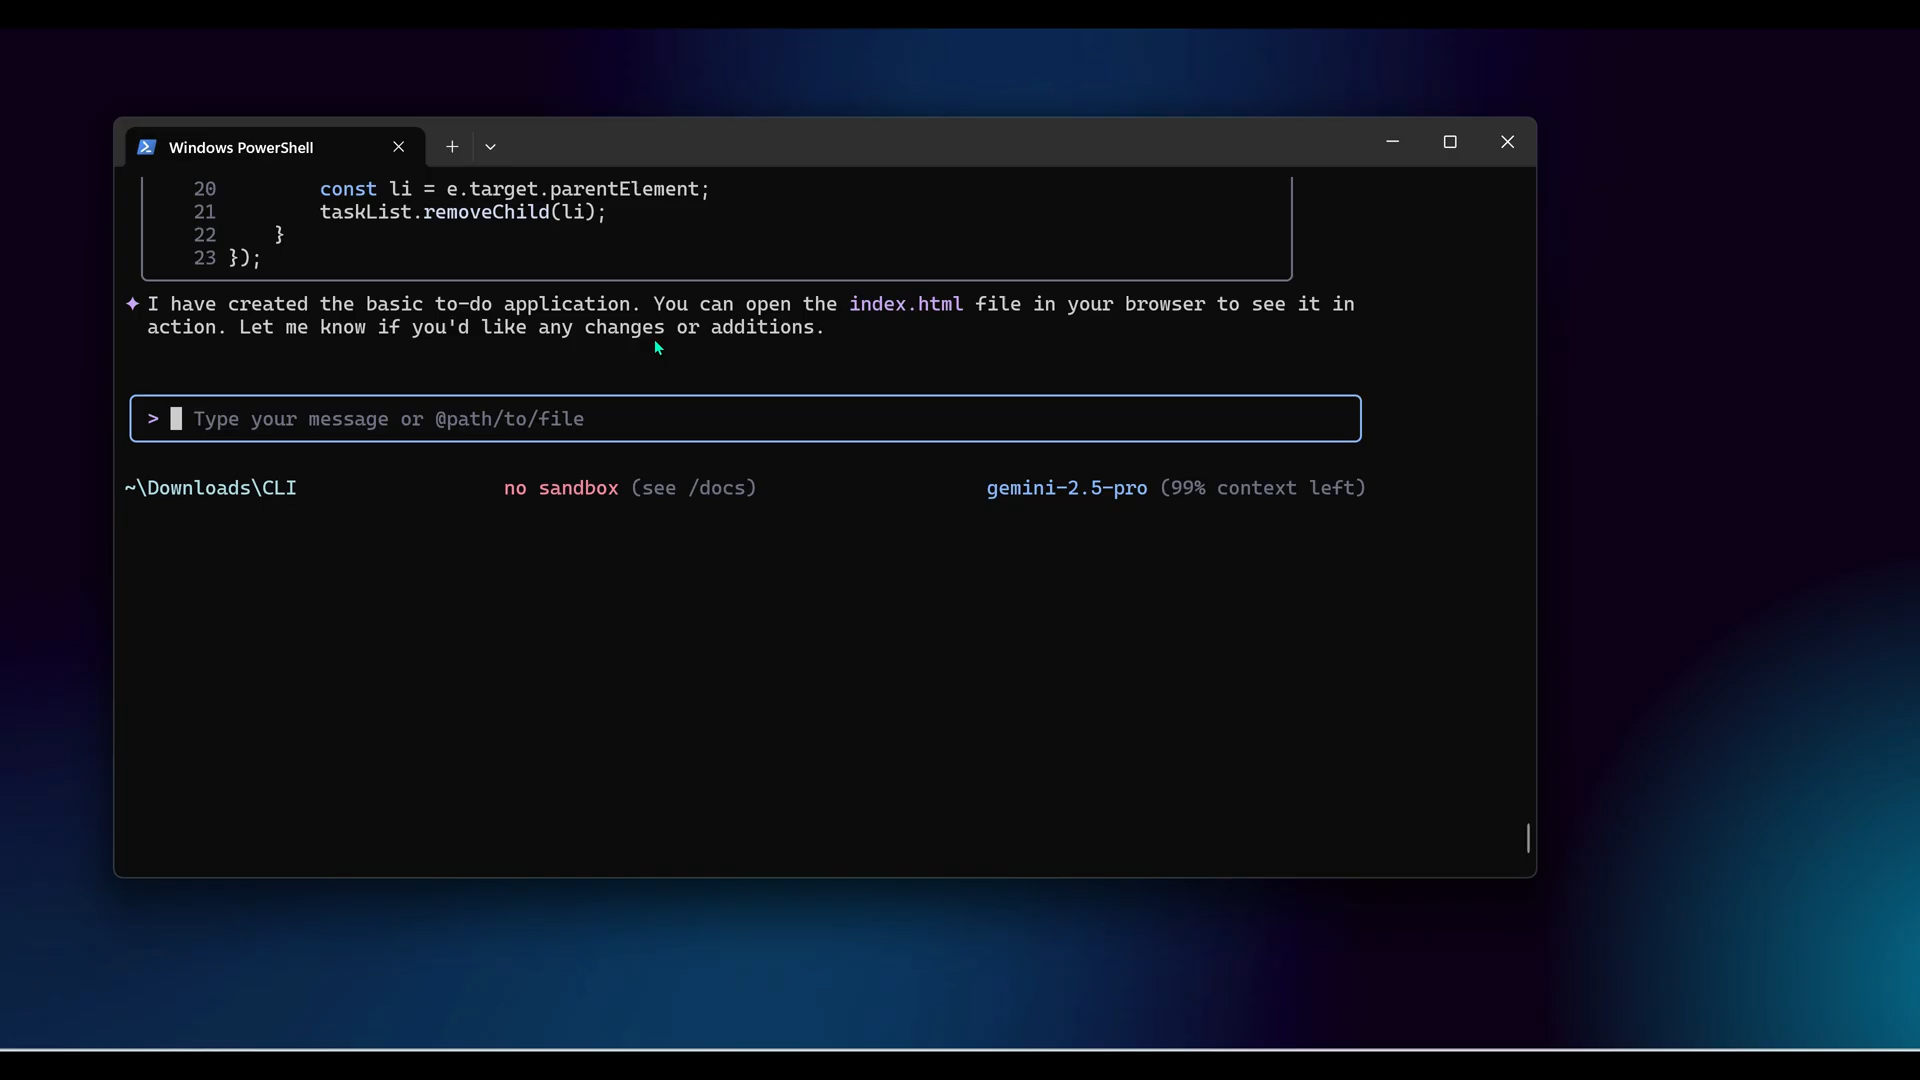 Windows PowerShell
20 const li = e.target.parentElement;
21 taskList.removeChild(li);
22 }
23 });
✦ I have created the basic to-do application. You can open the index.html file in your browser to see it in
action. Let me know if you'd like any changes or additions.
> Type your message or @path/to/file
~\Downloads\CLI no sandbox (see /docs) gemini-2.5-pro (99% context left)